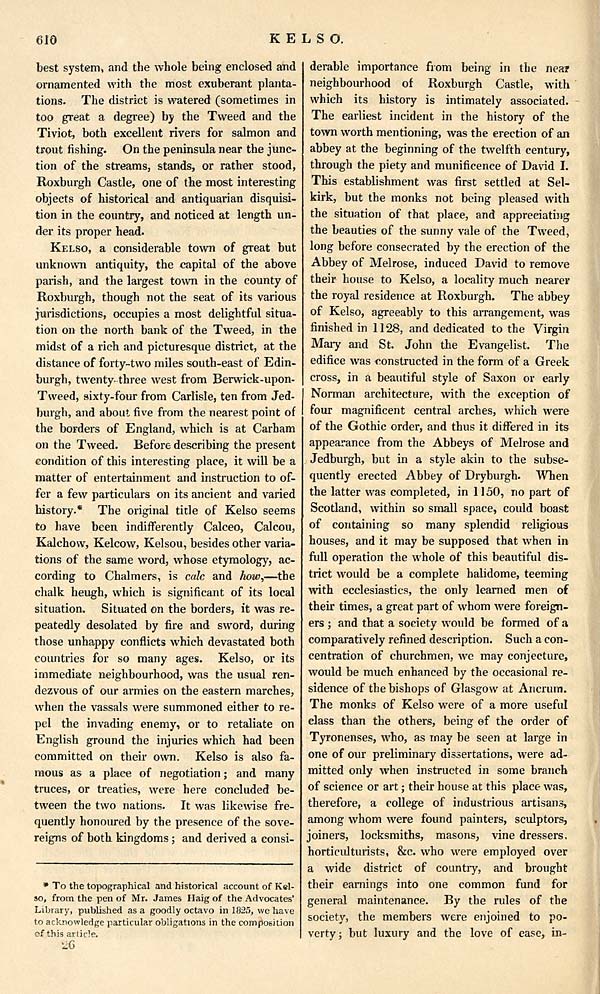 610
KELSO.
best system, and the whole being enclosed and
ornamented with the most exuberant planta-
tions. The district is watered (sometimes in
too great a degree) by the Tweed and the
Tiviot, both excellent rivers for salmon and
trout fishing. On the peninsula near the junc-
tion of the streams, stands, or rather stood,
Roxburgh Castle, one of the most interesting
objects of historical and antiquarian disquisi-
tion in the country, and noticed at length un-
der its proper head.
KELSO, a considerable town of great but
unknown antiquity, the capital of the above
parish, and the largest town in the county of
Roxburgh, though not the seat of its various
jurisdictions, occupies a most delightful situa-
tion on the north bank of the Tweed, in the
midst of a rich and picturesque district, at the
distance of forty-two miles south-east of Edin-
burgh, twenty-three west from Berwick-upon-
Tweed, sixty-four from Carlisle, ten from Jed-
burgh, and about five from the nearest point of
the borders of England, which is at Carham
on the Tweed. Before describing the present
condition of this interesting place, it will be a
matter of entertainment and instruction to of-
fer a few particulars on its ancient and varied
history.* The original title of Kelso seems
to have been indifferently Calceo, Calcou,
Kalchow, Kelcow, Kelsou, besides other varia-
tions of the same word, whose etymology, ac-
cording to Chalmers, is calc and how,—the
chalk heugh, which is significant of its local
situation. Situated on the borders, it was re-
peatedly desolated by fire and sword, during
those unhappy conflicts which devastated both
countries for so many ages. Kelso, or its
immediate neighbourhood, was the usual ren-
dezvous of our armies on the eastern marches,
when the vassals were summoned either to re-
pel the invading enemy, or to retaliate on
English ground the injuries which had been
committed on their own. Kelso is also fa-
mous as a place of negotiation; and many
truces, or treaties, were here concluded be-
tween the two nations. It was likewise fre-
quently honoured by the presence of the sove-
reigns of both kingdoms; and derived a consi-
* To the topographical and historical account of Kel-
so, from the pen of Mr. James Haig of the Advocates'
Library, published as a goodly octavo in 1825, we have
to acknowledge particular obligations in the composition
of this article.
26
derable importance from being in the near
neighbourhood of Roxburgh Castle, with
which its history is intimately associated.
The earliest incident in the history of the
town worth mentioning, was the erection of an
abbey at the beginning of the twelfth century,
through the piety and munificence of David I.
This establishment was first settled at Sel-
kirk, but the monks not being pleased with
the situation of that place, and appreciating
the beauties of the sunny vale of the Tweed,
long before consecrated by the erection of the
Abbey of Melrose, induced David to remove
their house to Kelso, a locality much nearer
the royal residence at Roxburgh. The abbey
of Kelso, agreeably to this arrangement, was
finished in 1128, and dedicated to the Virgin
Mary and St. John the Evangelist. The
edifice was constructed in the form of a Greek
cross, in a beautiful style of Saxon or early
Norman architecture, with the exception of
four magnificent central arches, which were
of the Gothic order, and thus it differed in its
appearance from the Abbeys of Melrose and
Jedburgh, but in a style akin to the subse-
quently erected Abbey of Dryburgh. When
the latter was completed, in 1150, no part of
Scotland, within so small space, could boast
of containing so many splendid religious
houses, and it may be supposed that when in
full operation the whole of this beautiful dis-
trict would be a complete halidome, teeming
with ecclesiastics, the only learned men of
their times, a great part of whom were foreign-
ers; and that a society would be formed of a
comparatively refined description. Such a con-
centration of churchmen, we may conjecture,
would be much enhanced by the occasional re-
sidence of the bishops of Glasgow at Ancrum.
The monks of Kelso were of a more useful
class than the others, being of the order of
Tyronenses, who, as may be seen at large in
one of our preliminary dissertations, were ad-
mitted only when instructed in some branch
of science or art; their house at this place was,
therefore, a college of industrious artisans,
among whom were found painters, sculptors,
joiners, locksmiths, masons, vine dressers.
horticulturists, &c. who were employed over
a wide district of country, and brought
their earnings into one common fund for
general maintenance. By the rules of the
society, the members were enjoined to po-
verty; but luxury and the love of ease, in-